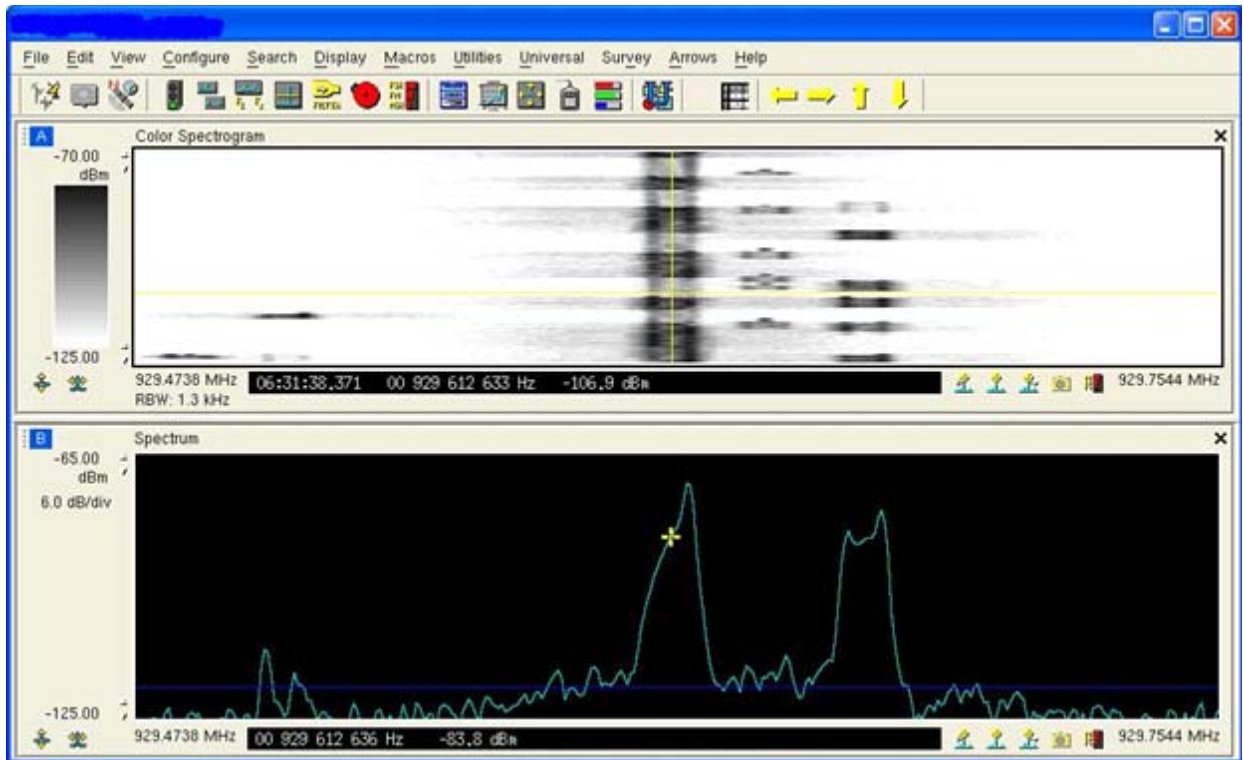 File Edit View Configure Search Display Macros Utilities Universal Survey Arrows Help
A Color Spectrogram
-70.00
dBm
-125.00
929.4738 MHz 06:31:38.371 00 929 612 633 Hz -106.9 dBm 929.7544 MHz
RBW: 1.3 kHz
B Spectrum
-65.00
dBm
6.0 dB/div
-125.00
929.4738 MHz 00 929 612 636 Hz -83.8 dBm 929.7544 MHz